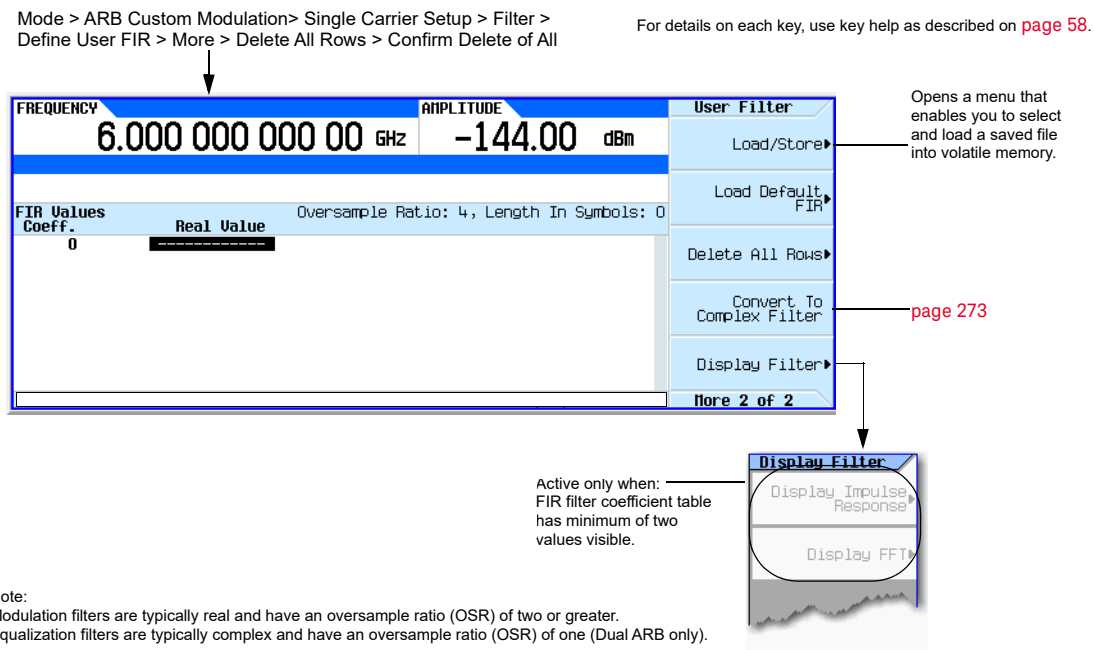 Mode > ARB Custom Modulation> Single Carrier Setup > Filter >
Define User FIR > More > Delete All Rows > Confirm Delete of All
For details on each key, use key help as described on page 58.
FREQUENCY
6.000 000 000 00 GHz
AMPLITUDE
-144.00 dBm
FIR Values
Oversample Ratio: 4, Length In Symbols: 0
Coeff. Real Value
0 ------------
User Filter
Load/Store
Load Default
FIR
Delete All Rows
Convert To
Complex Filter
Display Filter
More 2 of 2
Opens a menu that
enables you to select
and load a saved file
into volatile memory.
page 273
Active only when:
FIR filter coefficient table
has minimum of two
values visible.
Display Filter
Display Impulse
Response
Display FFT
ote:
odulation filters are typically real and have an oversample ratio (OSR) of two or greater.
qualization filters are typically complex and have an oversample ratio (OSR) of one (Dual ARB only).